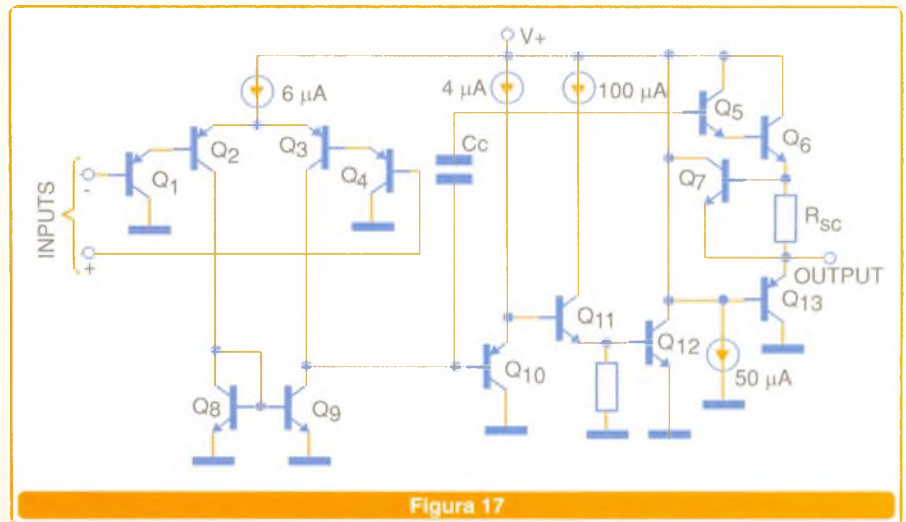 V+
6 µA
4 µA
100 µA
Q5
Q6
Q2
Q3
Cc
Q1
Q4
Q7
RSC
INPUTS
-
+
OUTPUT
Q13
Q11
Q12
Q10
50 µA
Q8
Q9
Figura 17